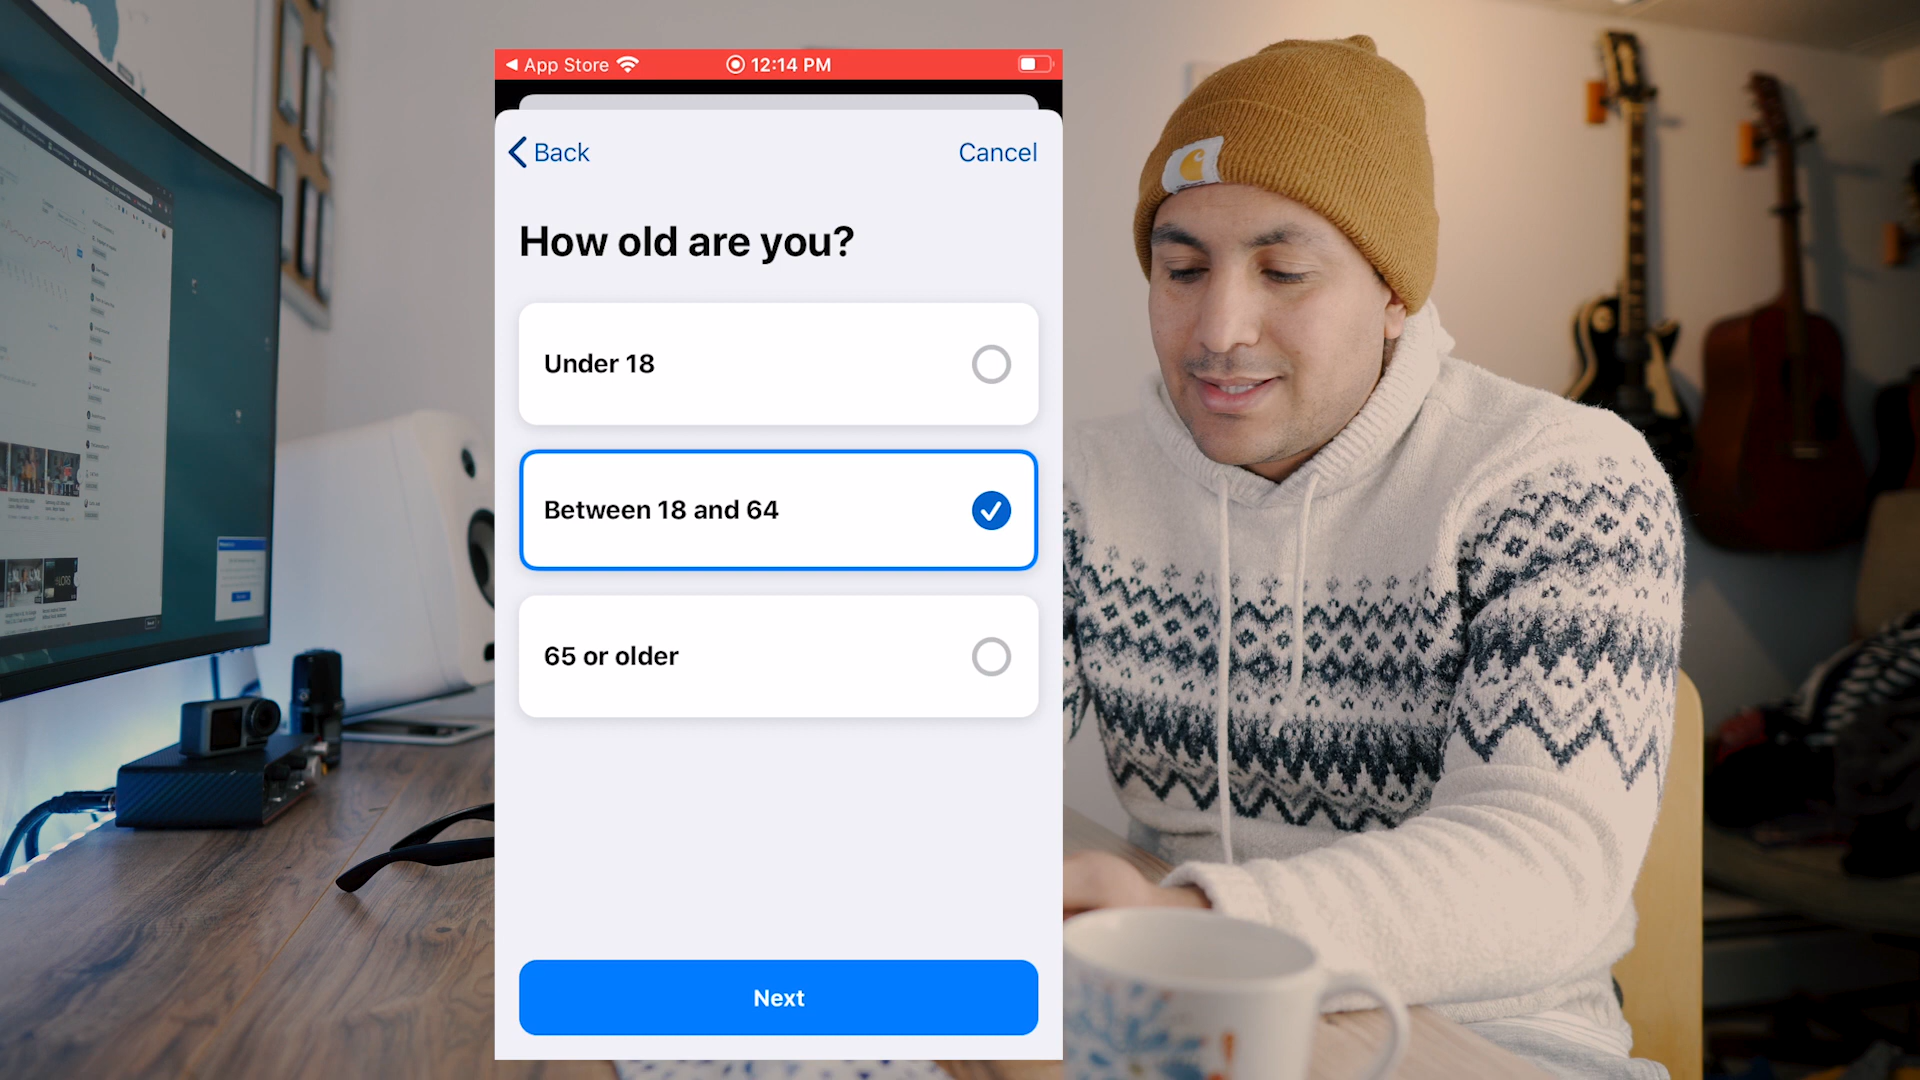 ◀ App Store 12:14 PM
Back Cancel
How old are you?
Under 18
Between 18 and 64
65 or older
Next